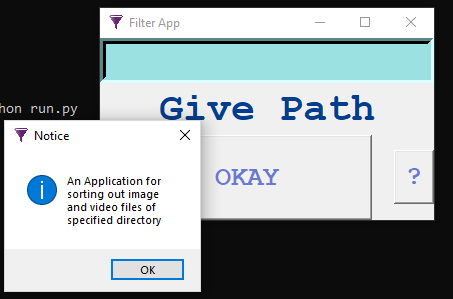 Filter App
hon run.py
Give Path
OKAY
?
Notice
An Application for
sorting out image
and video files of
specified directory
OK